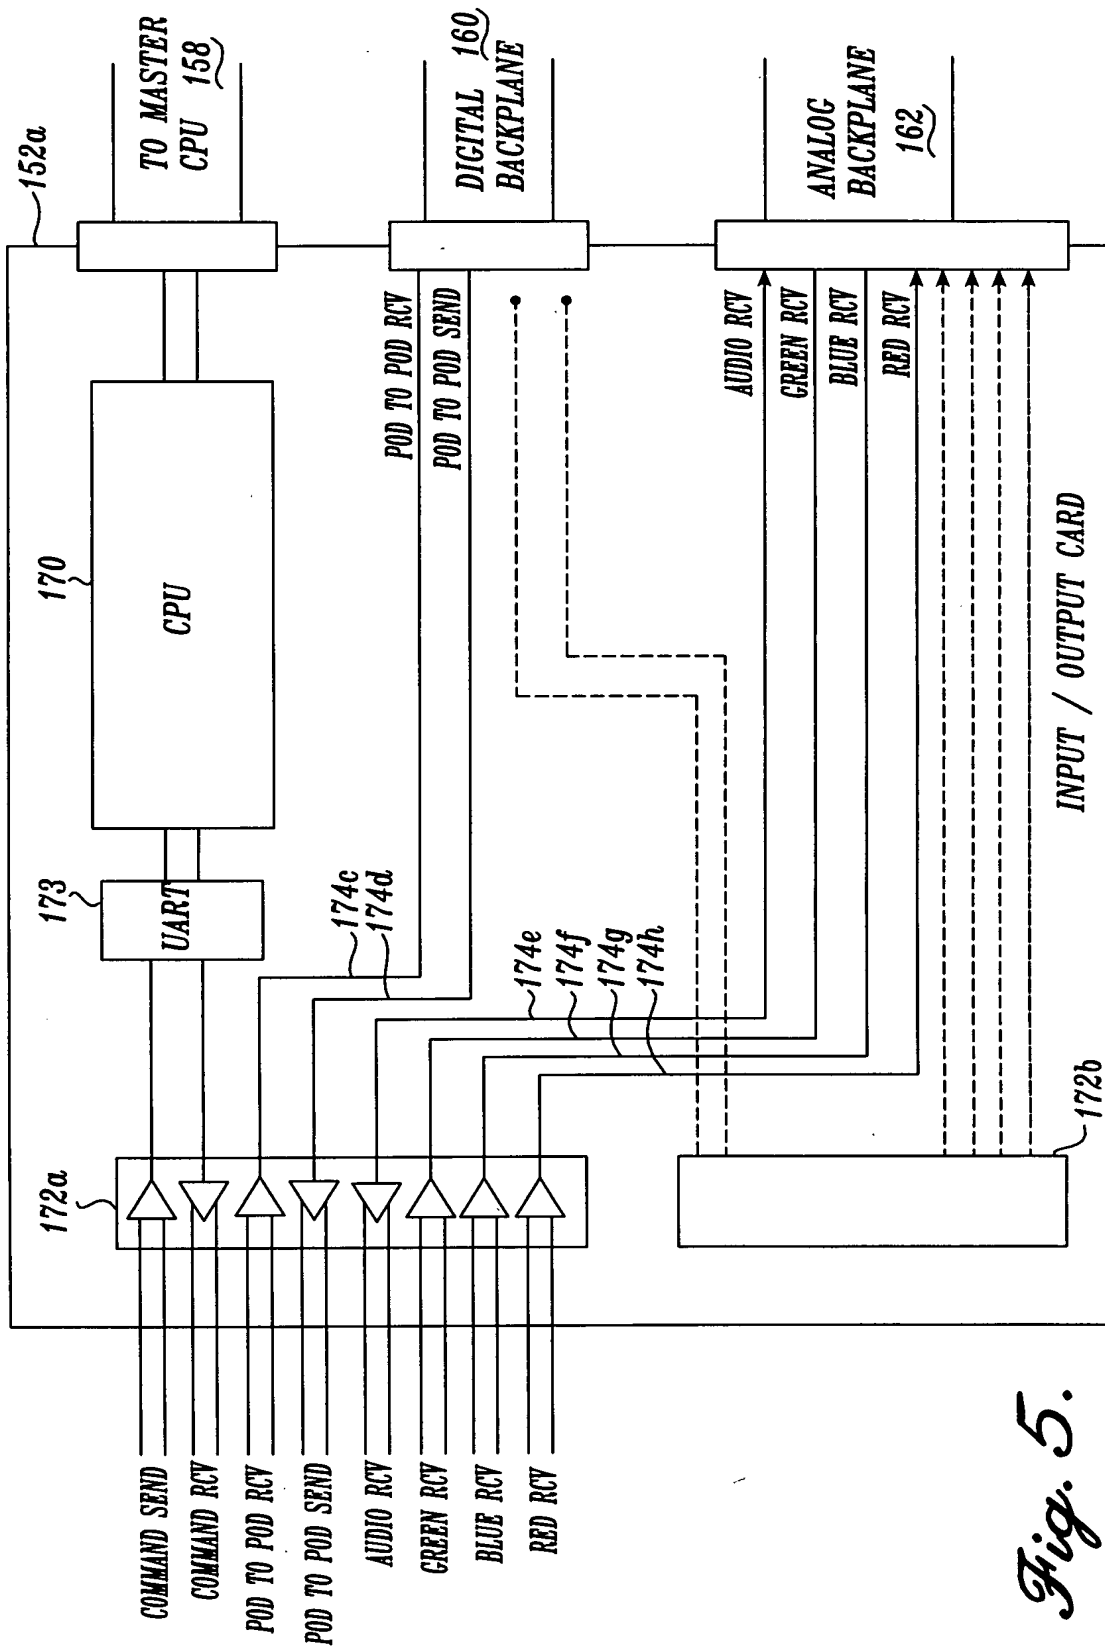 152a
TO MASTER
CPU 158
170
CPU
173
UART
172a
COMMAND SEND
COMMAND RCV
POD TO POD RCV
POD TO POD SEND
AUDIO RCV
GREEN RCV
BLUE RCV
RED RCV
174c
174d
174e
174f
174g
174h
POD TO POD RCV
POD TO POD SEND
DIGITAL 160
BACKPLANE
AUDIO RCV
GREEN RCV
BLUE RCV
RED RCV
ANALOG
BACKPLANE
162
172b
INPUT / OUTPUT CARD
Fig. 5.